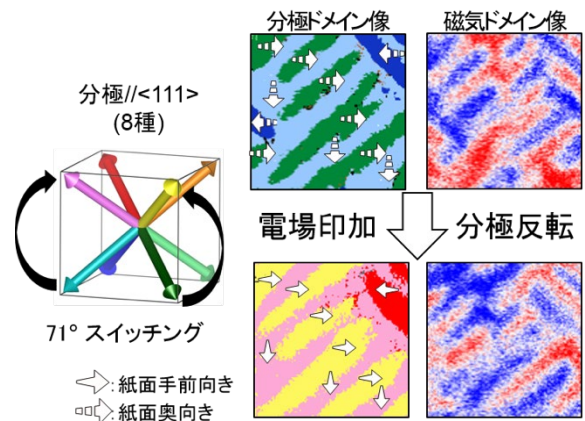 分極ドメイン像
磁気ドメイン像
分極//<111>
(8種)
電場印加
分極反転
71° スイッチング
:紙面手前向き
:紙面奥向き